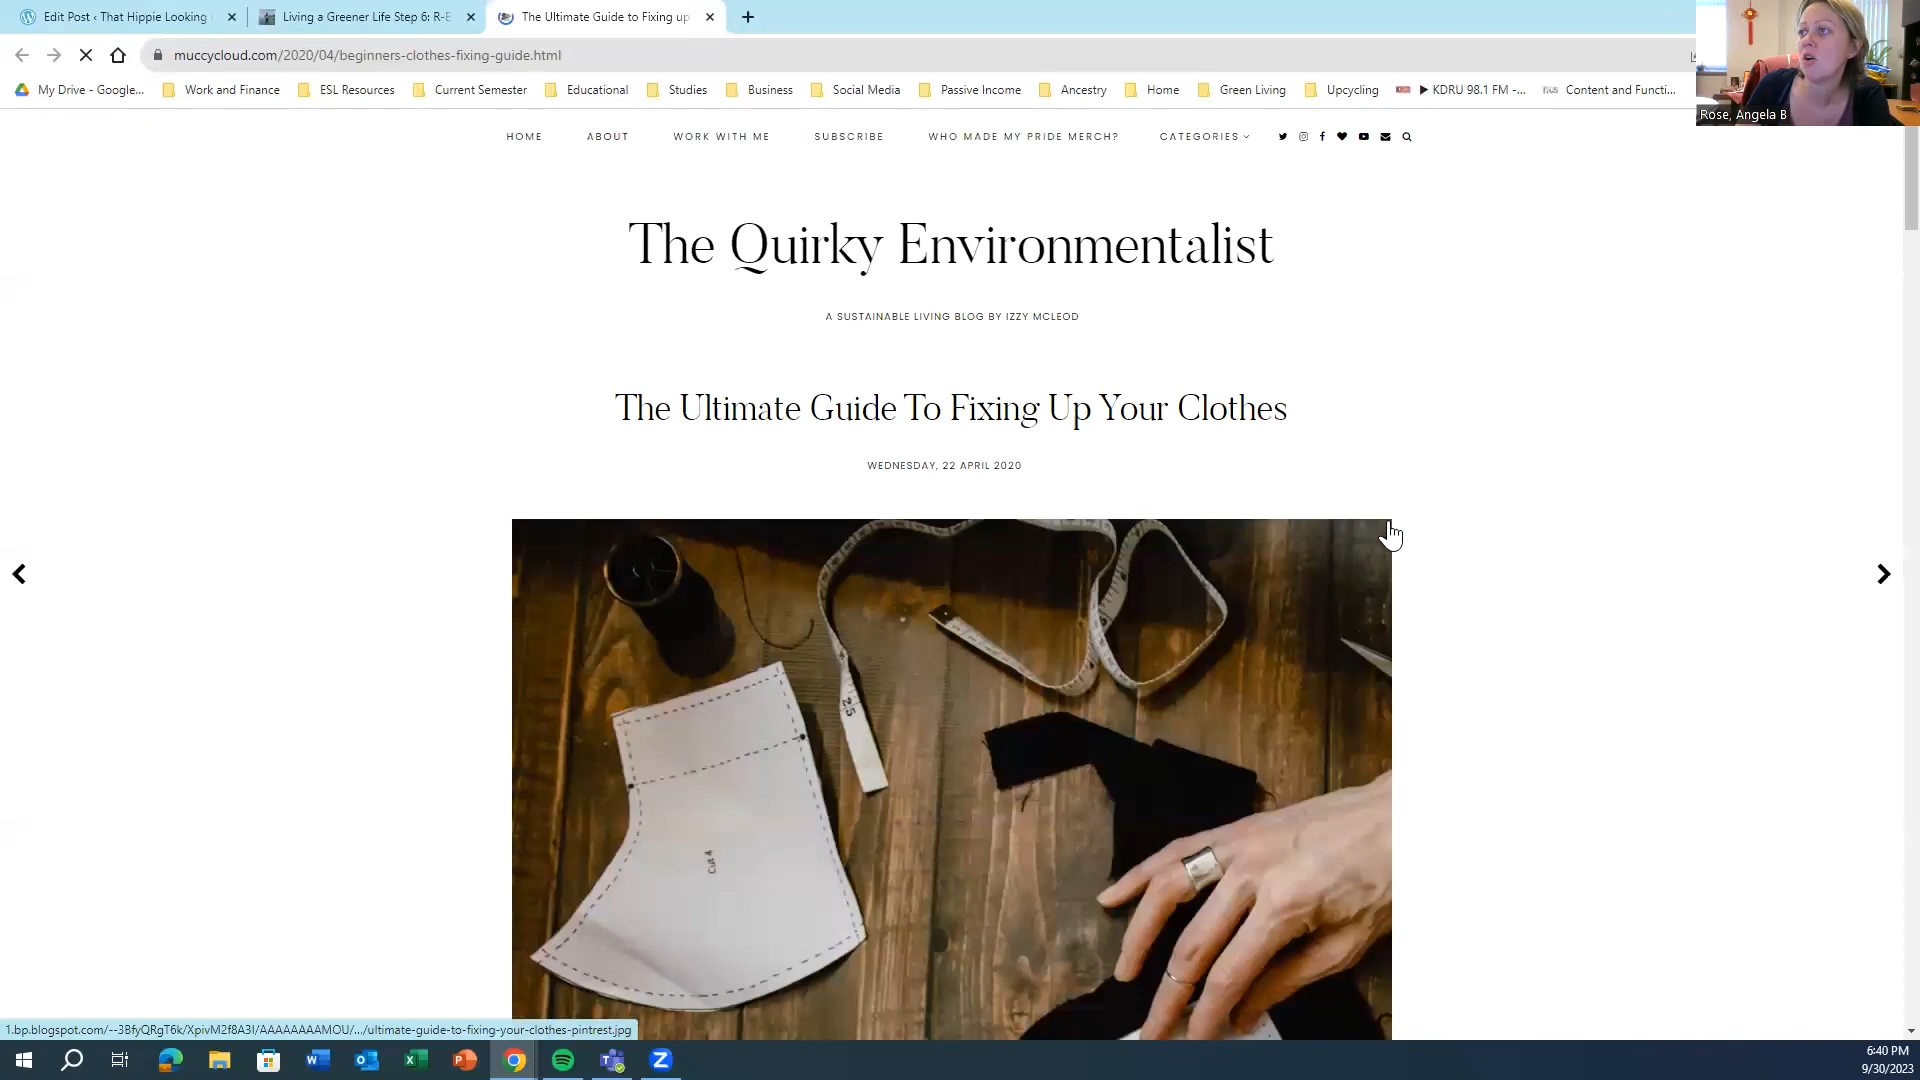 Edit Post ‹ That Hippie Looking
Living a Greener Life Step 6: R-E
The Ultimate Guide to Fixing up
muccycloud.com/2020/04/beginners-clothes-fixing-guide.html
My Drive - Google... Work and Finance ESL Resources Current Semester Educational Studies Business Social Media Passive Income Ancestry Home Green Living Upcycling KDRU 98.1 FM -... Content and Functi...
Rose, Angela B
HOME ABOUT WORK WITH ME SUBSCRIBE WHO MADE MY PRIDE MERCH? CATEGORIES
The Quirky Environmentalist
A SUSTAINABLE LIVING BLOG BY IZZY MCLEOD
The Ultimate Guide To Fixing Up Your Clothes
WEDNESDAY, 22 APRIL 2020
25
Cut 4
1.bp.blogspot.com/--3BfyQRgT6k/XpivM2f8A3I/AAAAAAAAMOU/.../ultimate-guide-to-fixing-your-clothes-pintrest.jpg
6:40 PM
9/30/2023